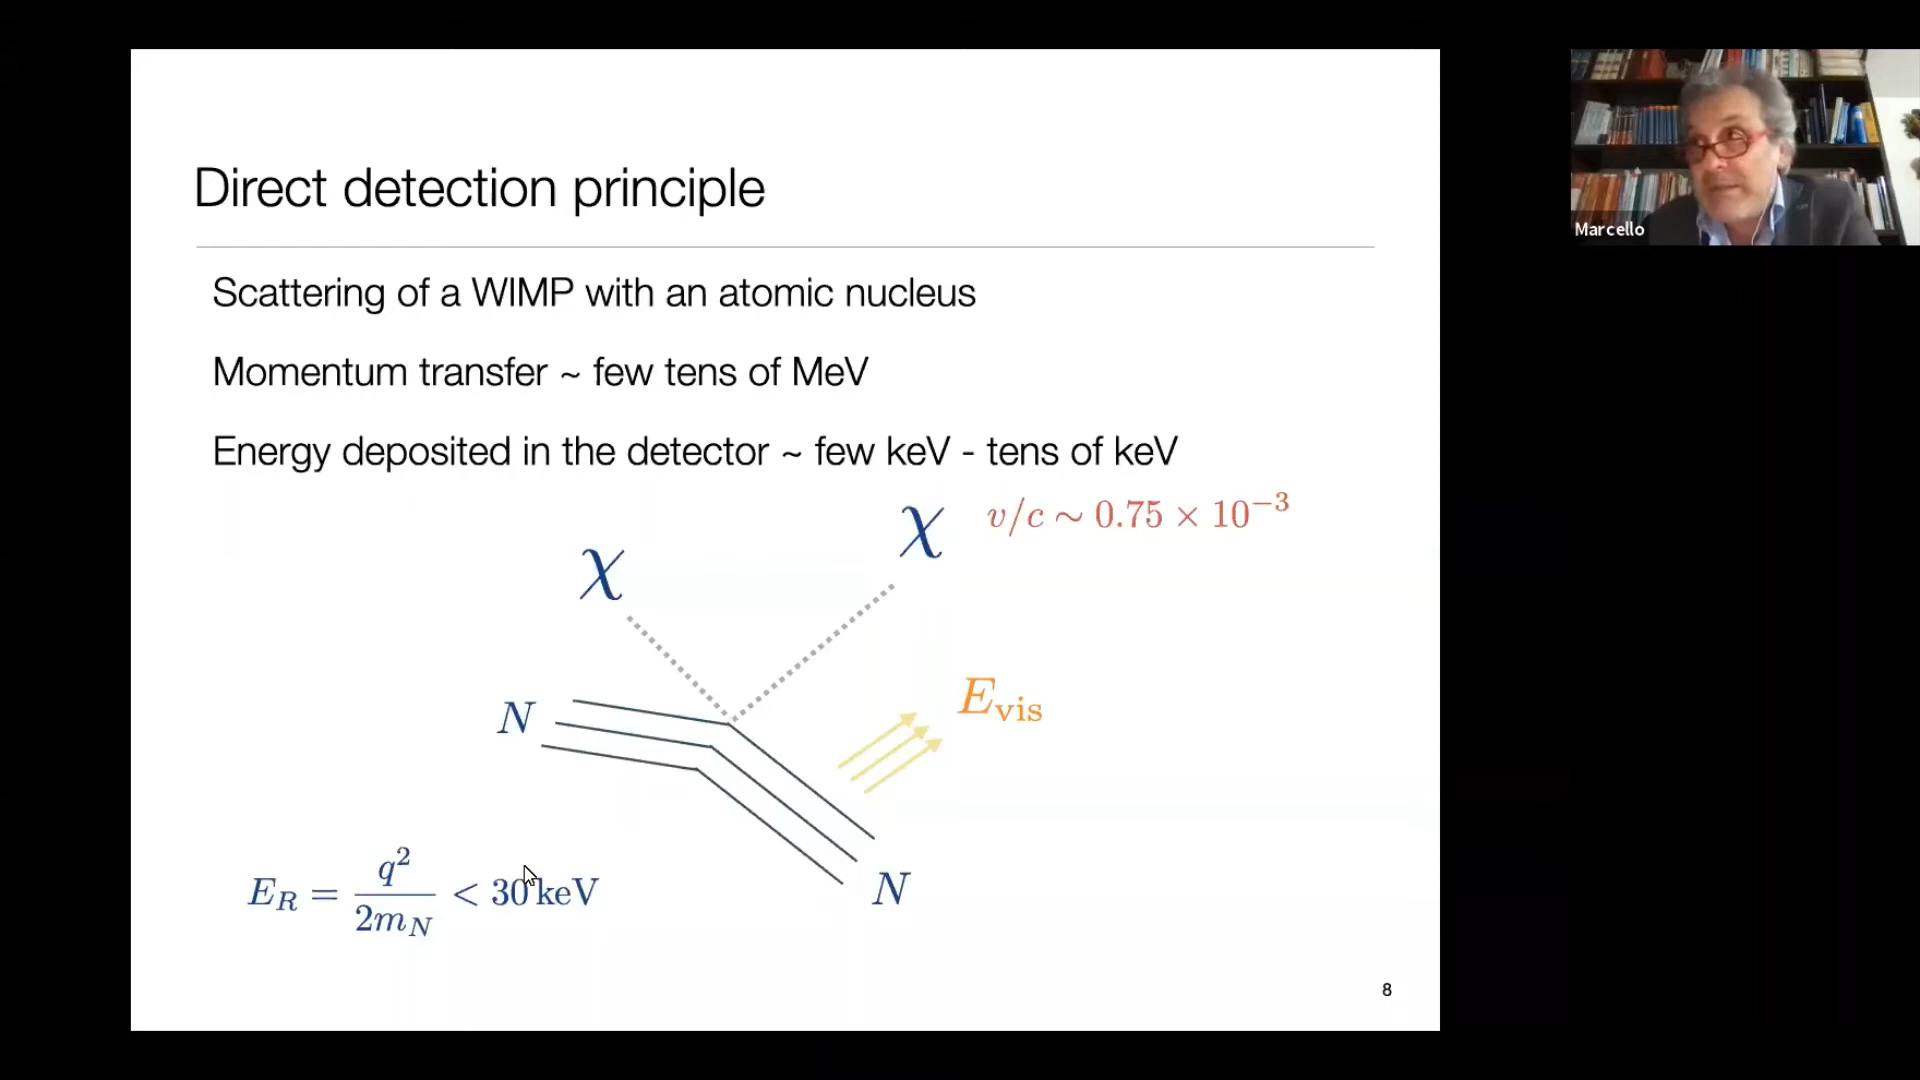 Direct detection principle
Scattering of a WIMP with an atomic nucleus
Momentum transfer ~ few tens of MeV
Energy deposited in the detector ~ few keV - tens of keV
χ
χ v/c ∼ 0.75 × 10⁻³
N
E_vis
E_R = q²/2m_N < 30 keV
N
8
Marcello